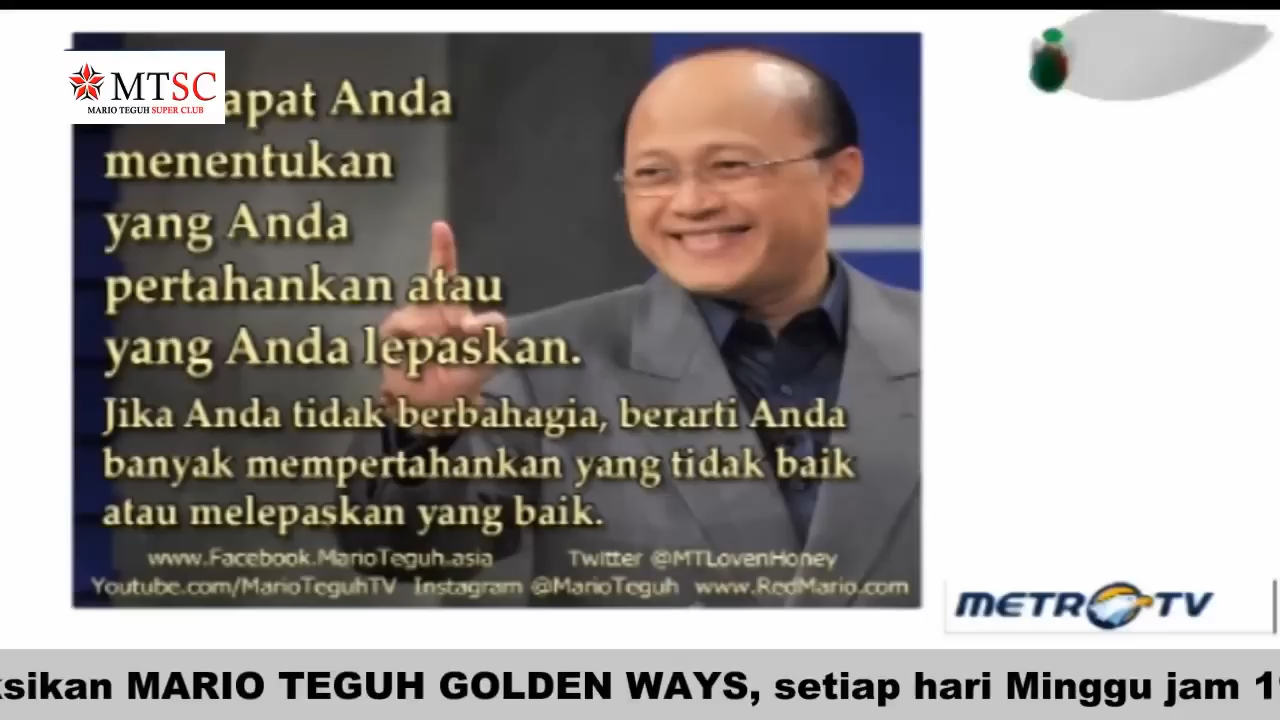 MTSC
MARIO TEGUH SUPER CLUB
apat Anda
menentukan
yang Anda
pertahankan atau
yang Anda lepaskan.
Jika Anda tidak berbahagia, berarti Anda
banyak mempertahankan yang tidak baik
atau melepaskan yang baik.
www.Facebook.MarioTeguh.asia Twitter @MTLovenHoney
Youtube.com/MarioTeguhTV Instagram @MarioTeguh www.RedMario.com
METRO TV
ksikan MARIO TEGUH GOLDEN WAYS, setiap hari Minggu jam 1